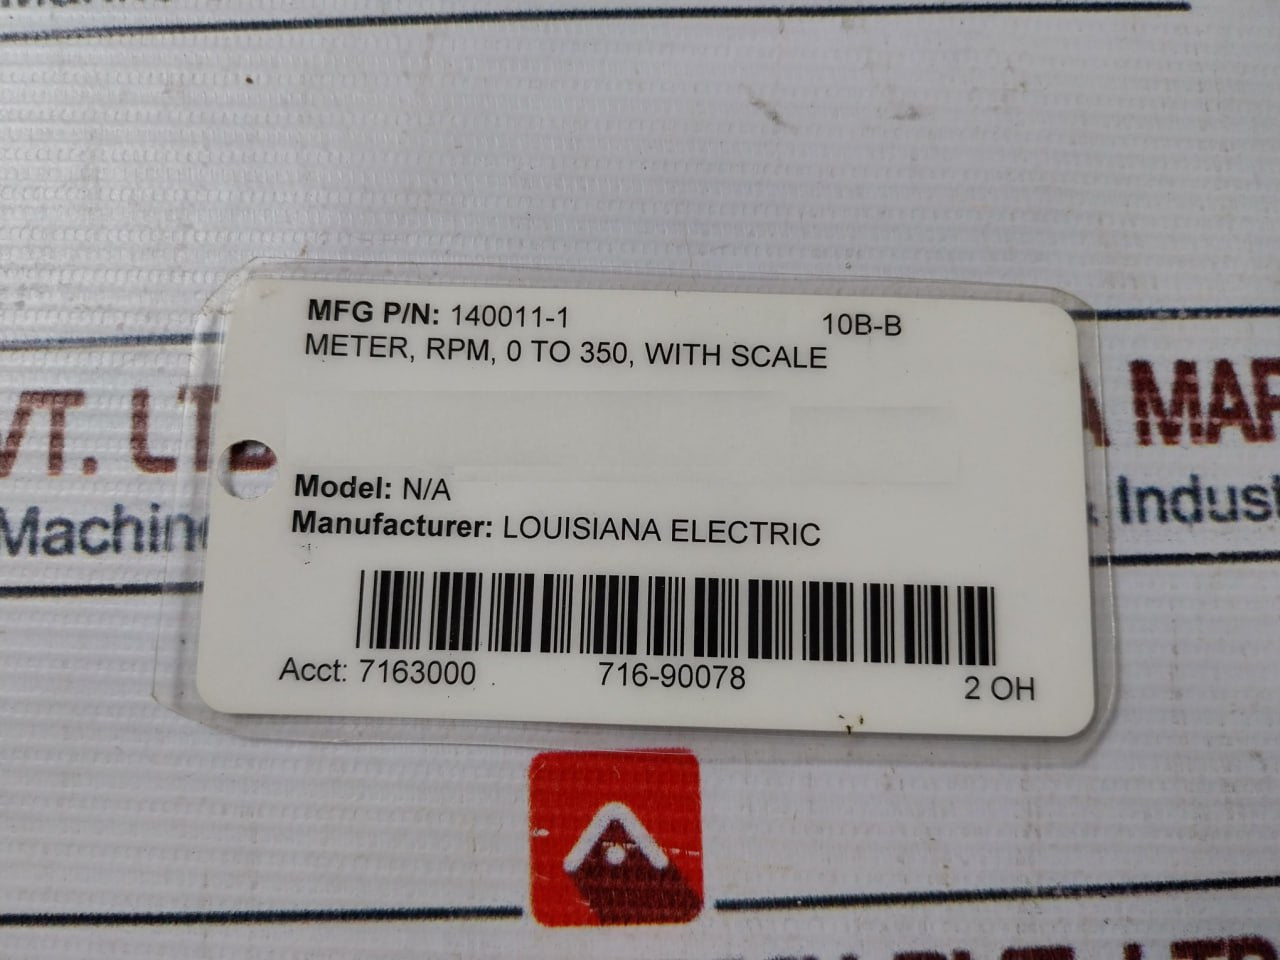 MFG P/N: 140011-1 10B-B
METER, RPM, 0 TO 350, WITH SCALE
Model: N/A
Manufacturer: LOUISIANA ELECTRIC
Acct: 7163000 716-90078 2 OH
VT. LT
A MAR
Machin
& Indust